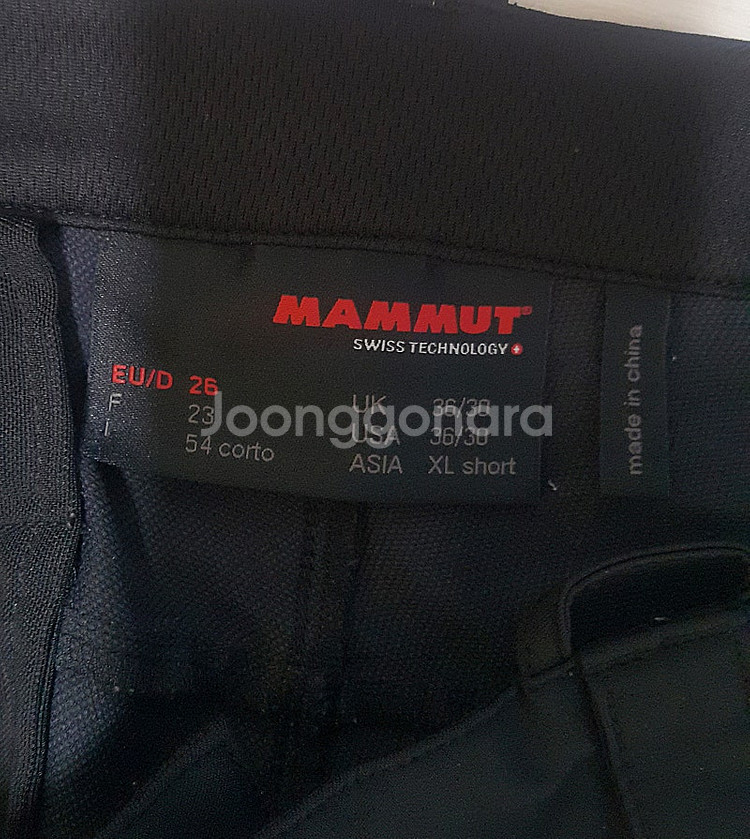 MAMMUT
SWISS TECHNOLOGY
EU/D 26
F 23
I 54 corto
UK 36/30
USA 36/30
ASIA XL short
made in china
Joonggonara